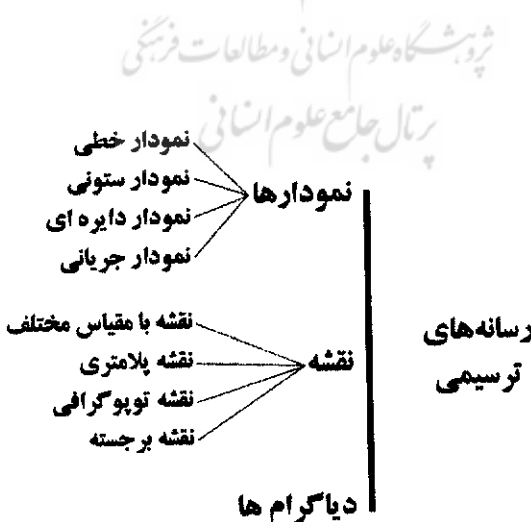 پژوهشگاه علوم انسانی و مطالعات فرهنگی
پرتال جامع علوم انسانی
رسانه‌های
ترسیمی
نمودارها
نمودار خطی
نمودار ستونی
نمودار دایره ای
نمودار جریانی
نقشه
نقشه با مقیاس مختلف
نقشه پلامتری
نقشه توپوگرافی
نقشه برجسته
دیاگرام ها